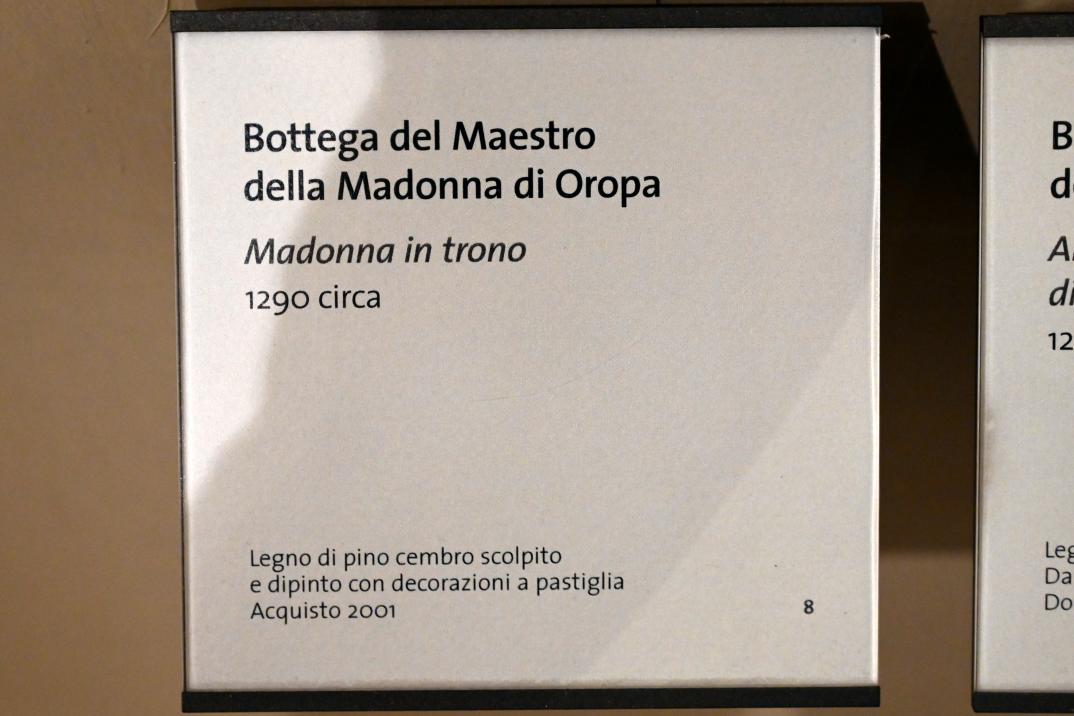 Bottega del Maestro
della Madonna di Oropa
Madonna in trono
1290 circa
Legno di pino cembro scolpito
e dipinto con decorazioni a pastiglia
Acquisto 2001
8